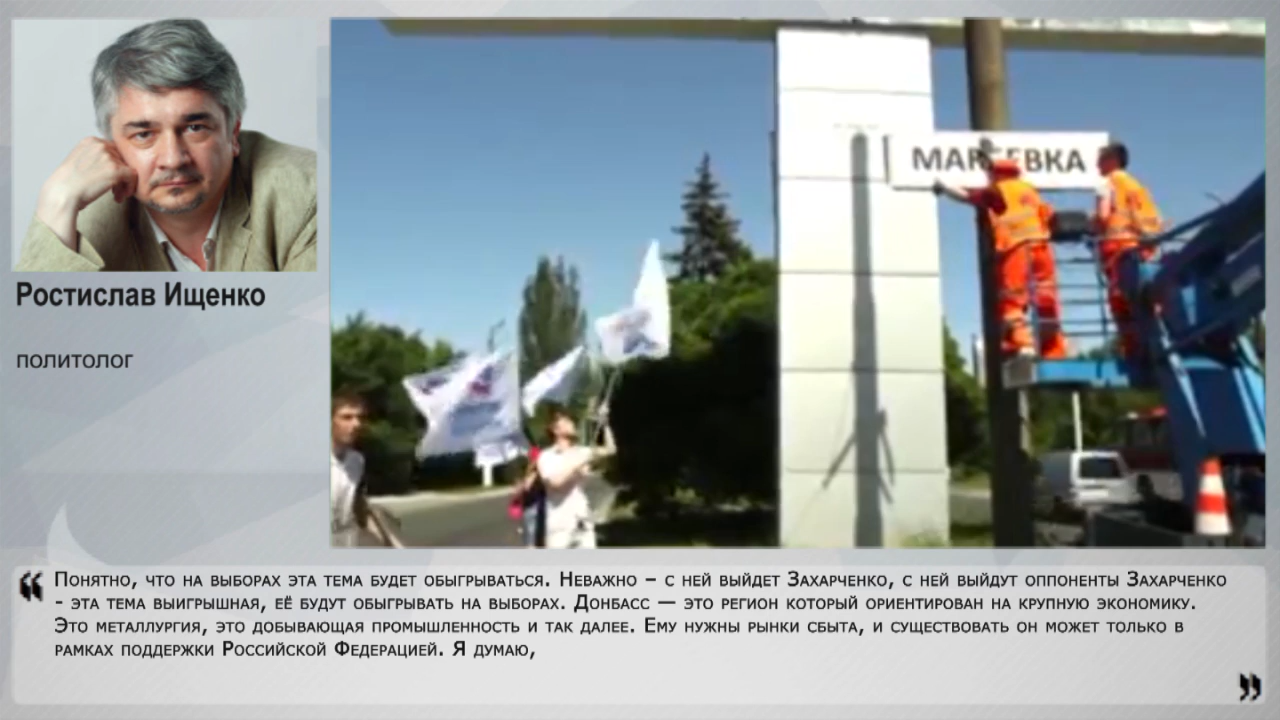 Ростислав Ищенко
политолог
МАКЕЕВКА
Понятно, что на выборах эта тема будет обыгрываться. Неважно – с ней выйдет Захарченко, с ней выйдут оппоненты Захарченко
- эта тема выигрышная, её будут обыгрывать на выборах. Донбасс — это регион который ориентирован на крупную экономику.
Это металлургия, это добывающая промышленность и так далее. Ему нужны рынки сбыта, и существовать он может только в
рамках поддержки Российской Федерацией. Я думаю,